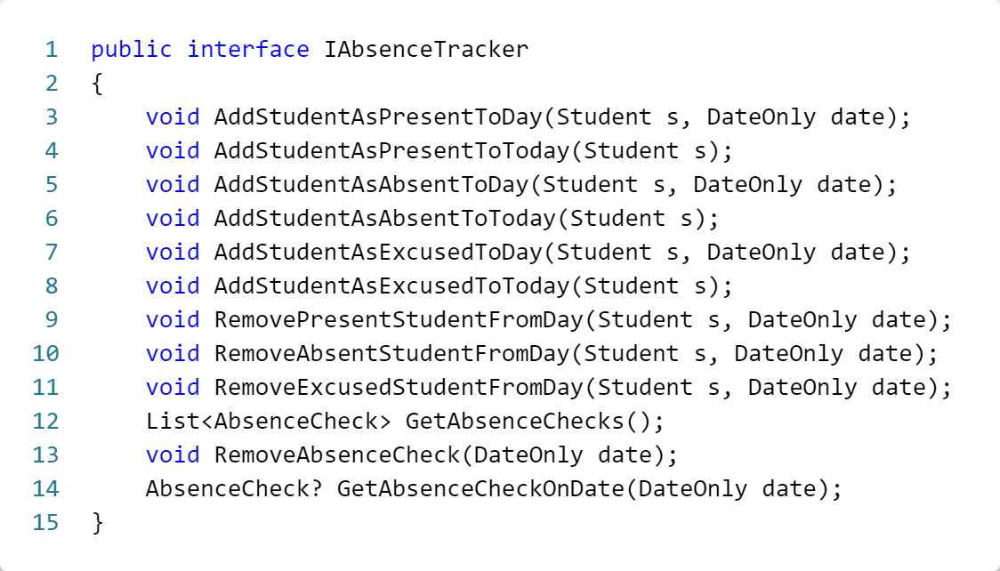 1 public interface IAbsenceTracker
2 {
3     void AddStudentAsPresentToDay(Student s, DateOnly date);
4     void AddStudentAsPresentToToday(Student s);
5     void AddStudentAsAbsentToDay(Student s, DateOnly date);
6     void AddStudentAsAbsentToToday(Student s);
7     void AddStudentAsExcusedToDay(Student s, DateOnly date);
8     void AddStudentAsExcusedToToday(Student s);
9     void RemovePresentStudentFromDay(Student s, DateOnly date);
10     void RemoveAbsentStudentFromDay(Student s, DateOnly date);
11     void RemoveExcusedStudentFromDay(Student s, DateOnly date);
12     List<AbsenceCheck> GetAbsenceChecks();
13     void RemoveAbsenceCheck(DateOnly date);
14     AbsenceCheck? GetAbsenceCheckOnDate(DateOnly date);
15 }